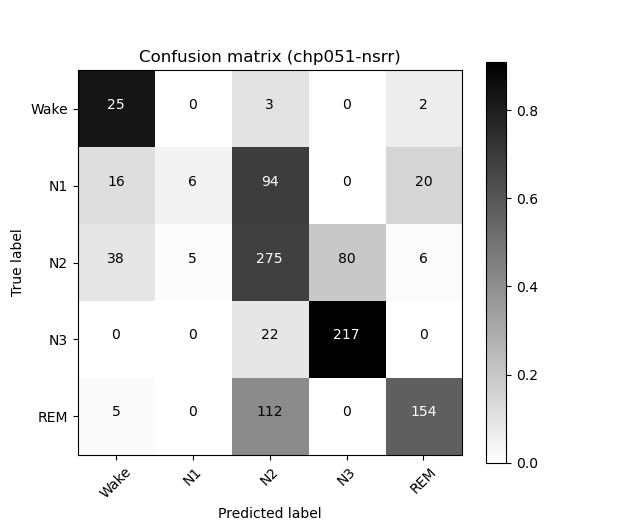 Confusion matrix (chp051-nsrr)
Wake 25 0 3 0 2
N1 16 6 94 0 20
N2 38 5 275 80 6
N3 0 0 22 217 0
REM 5 0 112 0 154
Wake N1 N2 N3 REM
Predicted label
True label
0.8
0.6
0.4
0.2
0.0